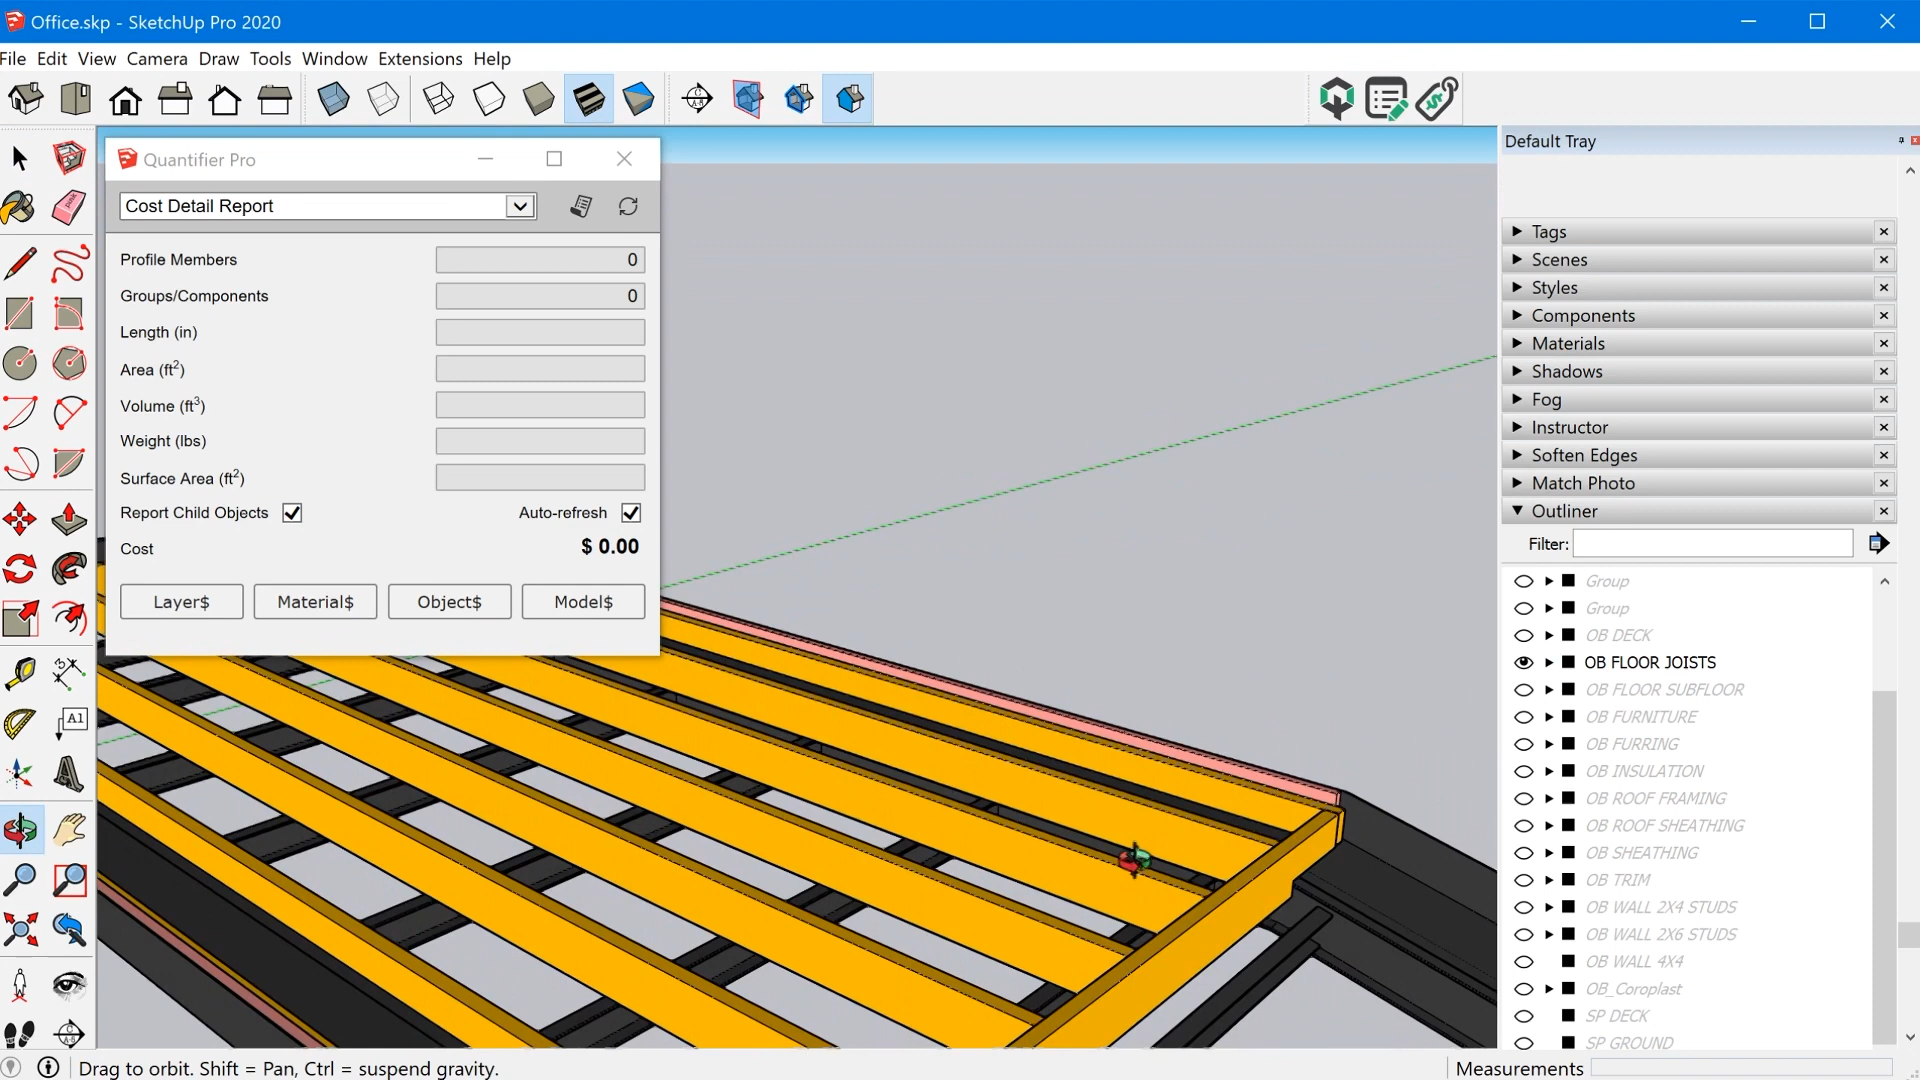 Office.skp - SketchUp Pro 2020
File Edit View Camera Draw Tools Window Extensions Help
Quantifier Pro
Cost Detail Report
Profile Members 0
Groups/Components 0
Length (in)
Area (ft²)
Volume (ft³)
Weight (lbs)
Surface Area (ft²)
Report Child Objects Auto-refresh
Cost $ 0.00
Layer$ Material$ Object$ Model$
Default Tray
Tags
Scenes
Styles
Components
Materials
Shadows
Fog
Instructor
Soften Edges
Match Photo
Outliner
Filter:
Group
Group
OB DECK
OB FLOOR JOISTS
OB FLOOR SUBFLOOR
OB FURNITURE
OB FURRING
OB INSULATION
OB ROOF FRAMING
OB ROOF SHEATHING
OB SHEATHING
OB TRIM
OB WALL 2X4 STUDS
OB WALL 2X6 STUDS
OB WALL 4X4
OB_Coroplast
SP DECK
SP GROUND
Drag to orbit. Shift = Pan, Ctrl = suspend gravity.
Measurements